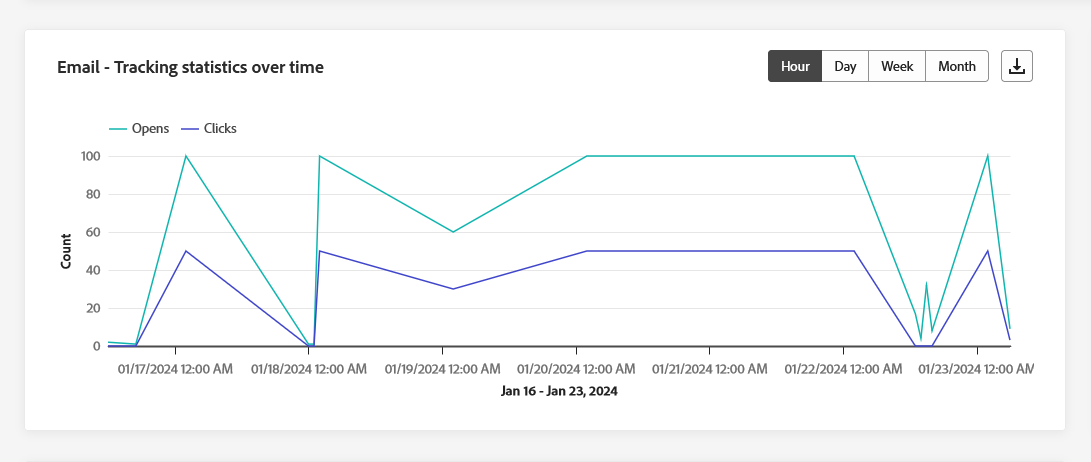 Email - Tracking statistics over time
Hour Day Week Month
Opens Clicks
100
80
60
40
20
0
Count
01/17/2024 12:00 AM 01/18/2024 12:00 AM 01/19/2024 12:00 AM 01/20/2024 12:00 AM 01/21/2024 12:00 AM 01/22/2024 12:00 AM 01/23/2024 12:00 AM
Jan 16 - Jan 23, 2024